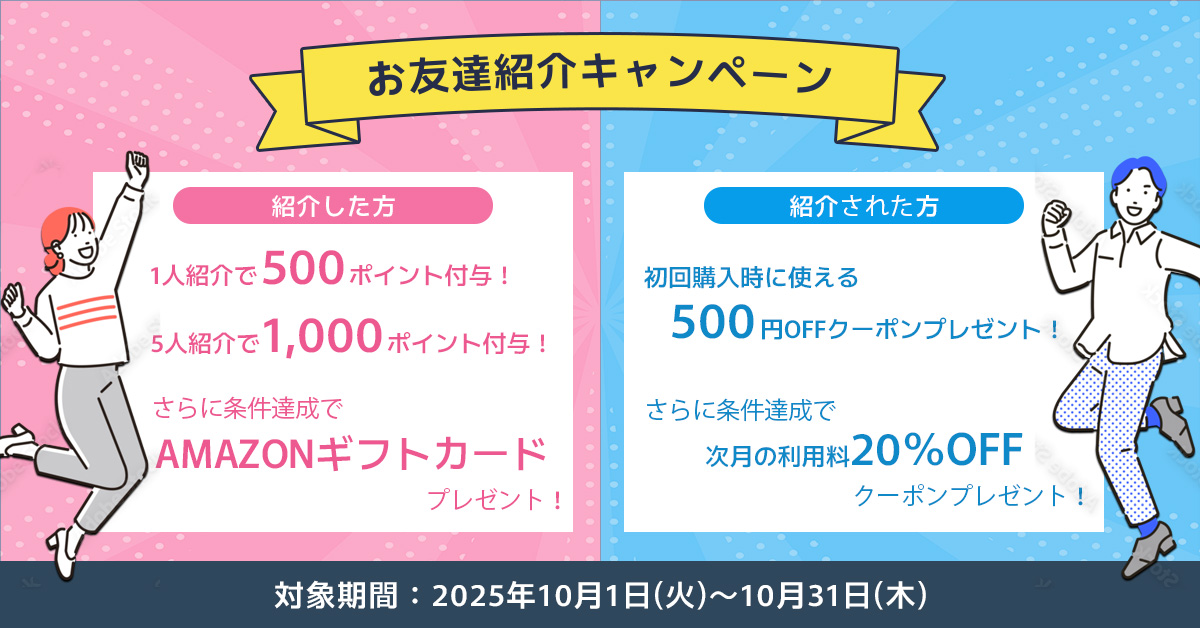 お友達紹介キャンペーン
紹介した方
1人紹介で500ポイント付与！
5人紹介で1,000ポイント付与！
さらに条件達成で
AMAZONギフトカード
プレゼント！
紹介された方
初回購入時に使える
500円OFFクーポンプレゼント！
さらに条件達成で
次月の利用料20%OFF
クーポンプレゼント！
対象期間：2025年10月1日(火)～10月31日(木)